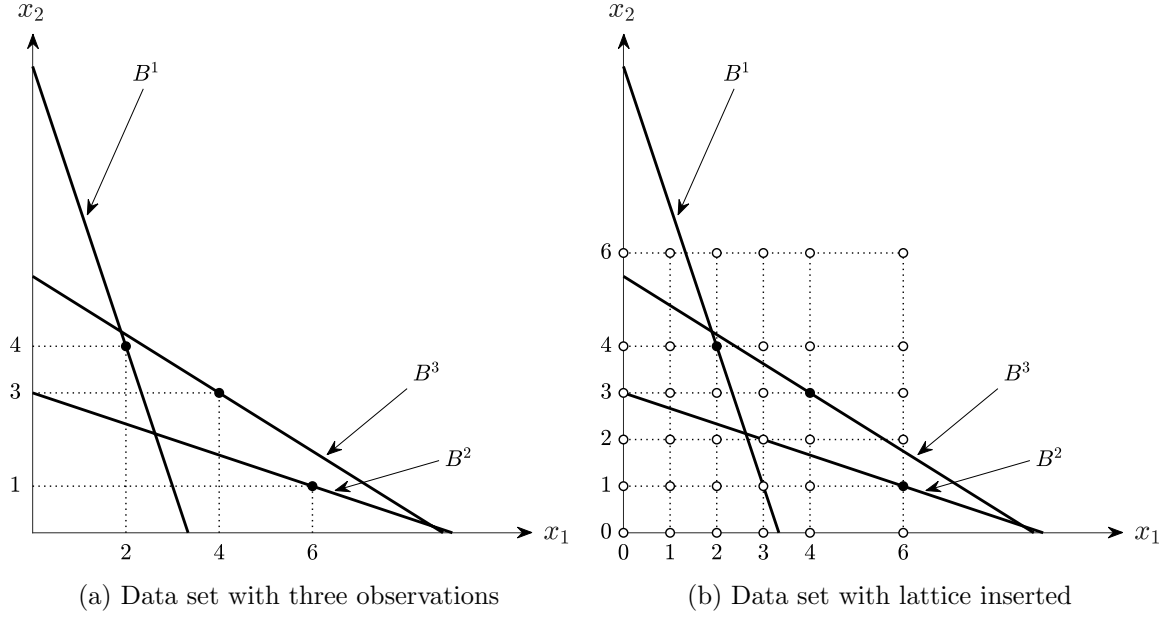 x₂
B¹
4
3
B³
B²
1
x₁
2 4 6
(a) Data set with three observations
x₂
B¹
6
4
3
B³
2
B²
1
0
x₁
0 1 2 3 4 6
(b) Data set with lattice inserted